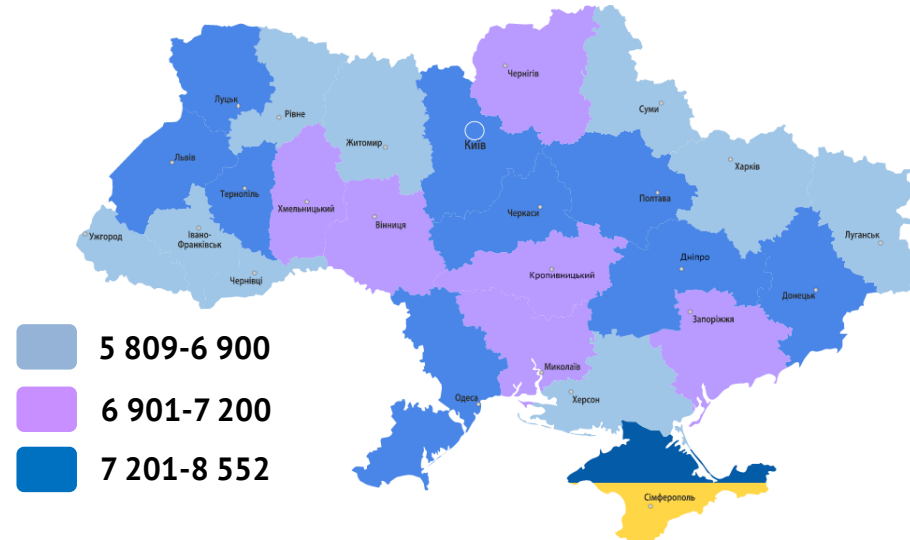 Чернігів
Луцьк
Рівне
Суми
Київ
Житомир
Львів
Харків
Тернопіль
Хмельницький
Полтава
Черкаси
Вінниця
Ужгород
Івано-
Франківськ
Луганськ
Дніпро
Чернівці
Кропивницький
Донецьк
Запоріжжя
5 809-6 900
Миколаїв
Одеса
Херсон
6 901-7 200
7 201-8 552
Сімферополь